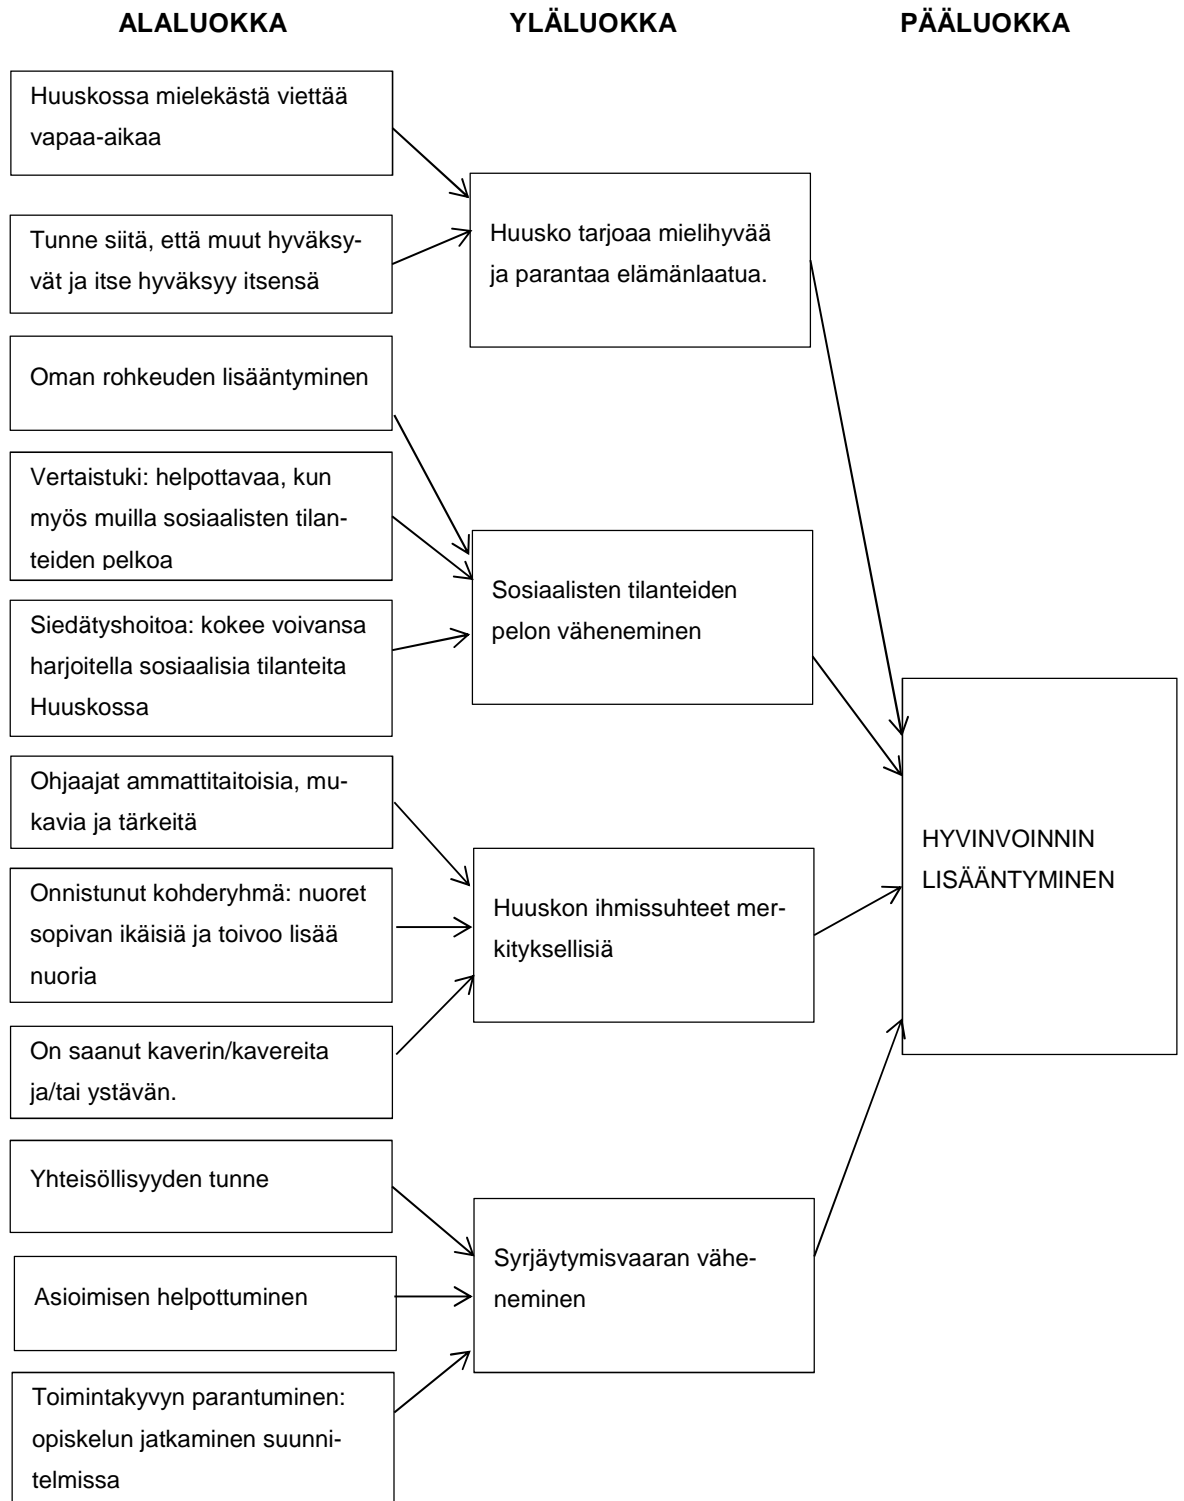 ALALUOKKA YLÄLUOKKA PÄÄLUOKKA
Huuskossa mielekästä viettää
vapaa-aikaa
Tunne siitä, että muut hyväksy-
vät ja itse hyväksyy itsensä
Oman rohkeuden lisääntyminen
Vertaistuki: helpottavaa, kun
myös muilla sosiaalisten tilan-
teiden pelkoa
Siedätyshoitoa: kokee voivansa
harjoitella sosiaalisia tilanteita
Huuskossa
Ohjaajat ammattitaitoisia, mu-
kavia ja tärkeitä
Onnistunut kohderyhmä: nuoret
sopivan ikäisiä ja toivoo lisää
nuoria
On saanut kaverin/kavereita
ja/tai ystävän.
Yhteisöllisyyden tunne
Asioimisen helpottuminen
Toimintakyvyn parantuminen:
opiskelun jatkaminen suunni-
telmissa
Huusko tarjoaa mielihyvää
ja parantaa elämänlaatua.
Sosiaalisten tilanteiden
pelon väheneminen
Huuskon ihmissuhteet mer-
kityksellisiä
Syrjäytymisvaaran vähe-
neminen
HYVINVOINNIN
LISÄÄNTYMINEN